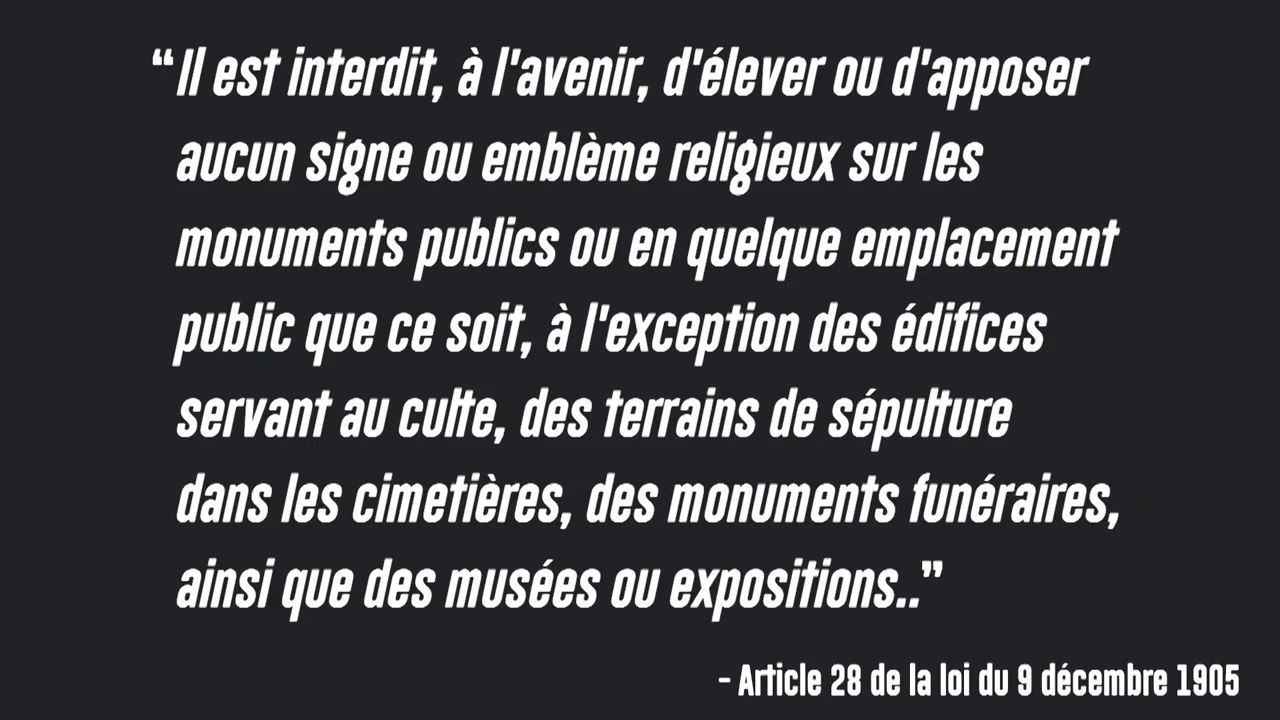 “Il est interdit, à l'avenir, d'élever ou d'apposer
aucun signe ou emblème religieux sur les
monuments publics ou en quelque emplacement
public que ce soit, à l'exception des édifices
servant au culte, des terrains de sépulture
dans les cimetières, des monuments funéraires,
ainsi que des musées ou expositions..”
- Article 28 de la loi du 9 décembre 1905